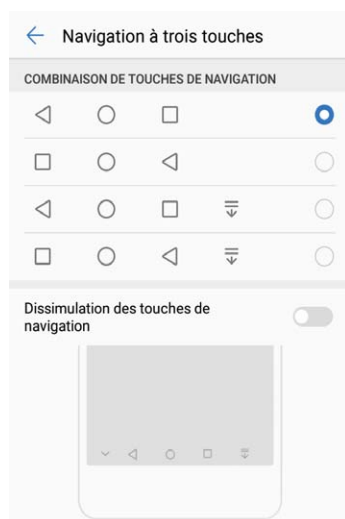 Navigation à trois touches
COMBINAISON DE TOUCHES DE NAVIGATION
Dissimulation des touches de
navigation